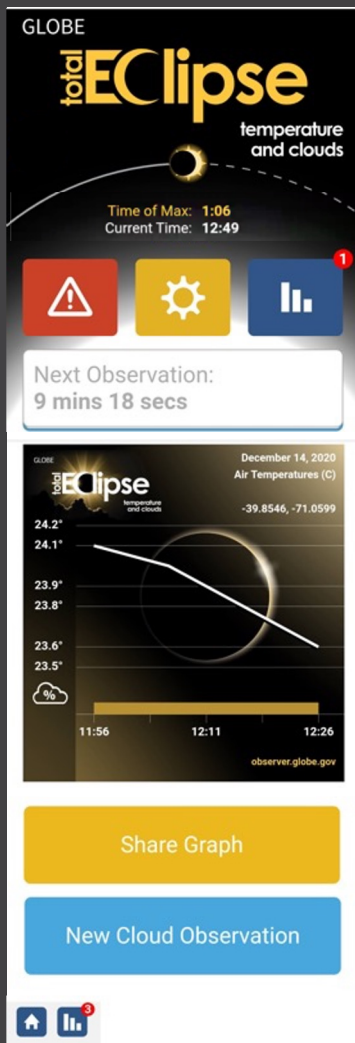 GLOBE
total
EClipse
temperature
and clouds
Time of Max: 1:06
Current Time: 12:49
1
Next Observation:
9 mins 18 secs
GLOBE
total
EClipse
temperature
and clouds
December 14, 2020
Air Temperatures (C)
-39.8546, -71.0599
24.2°
24.1°
23.9°
23.8°
23.6°
23.5°
%
11:56 12:11 12:26
observer.globe.gov
Share Graph
New Cloud Observation
3